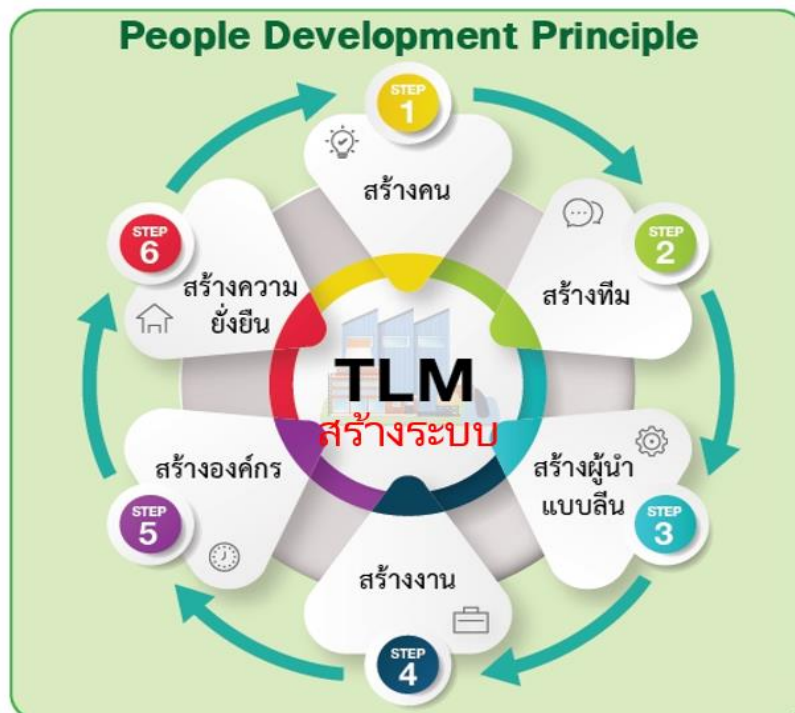 People Development Principle
STEP
1
สร้างคน
STEP
2
สร้างทีม
STEP
3
สร้างผู้นำ
แบบลีน
STEP
4
สร้างงาน
STEP
5
สร้างองค์กร
STEP
6
สร้างความ
ยั่งยืน
TLM
สร้างระบบ